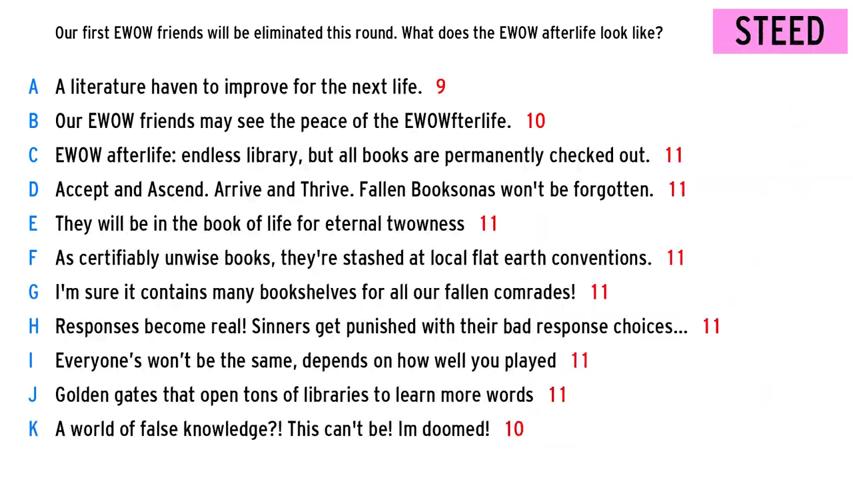 Our first EWOW friends will be eliminated this round. What does the EWOW afterlife look like?
STEED
A A literature haven to improve for the next life. 9
B Our EWOW friends may see the peace of the EWOWfterlife. 10
C EWOW afterlife: endless library, but all books are permanently checked out. 11
D Accept and Ascend. Arrive and Thrive. Fallen Booksonas won't be forgotten. 11
E They will be in the book of life for eternal twowness 11
F As certifiably unwise books, they're stashed at local flat earth conventions. 11
G I'm sure it contains many bookshelves for all our fallen comrades! 11
H Responses become real! Sinners get punished with their bad response choices... 11
I Everyone’s won’t be the same, depends on how well you played 11
J Golden gates that open tons of libraries to learn more words 11
K A world of false knowledge?! This can't be! Im doomed! 10